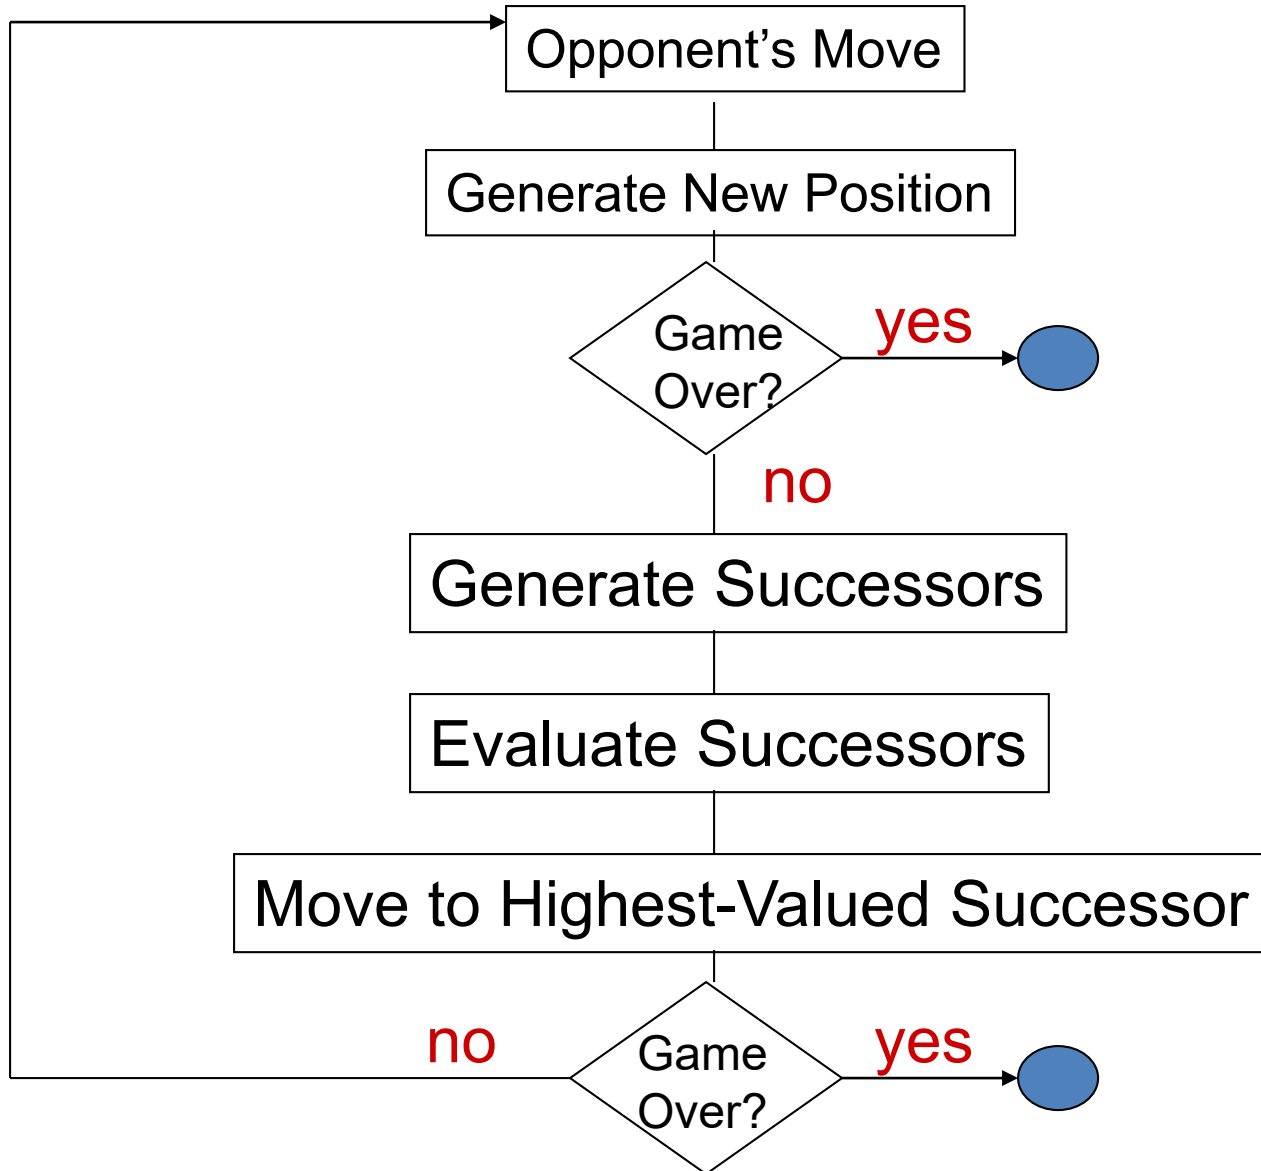 Opponent’s Move
Generate New Position
Game
Over?
yes
no
Generate Successors
Evaluate Successors
Move to Highest-Valued Successor
no
Game
Over?
yes